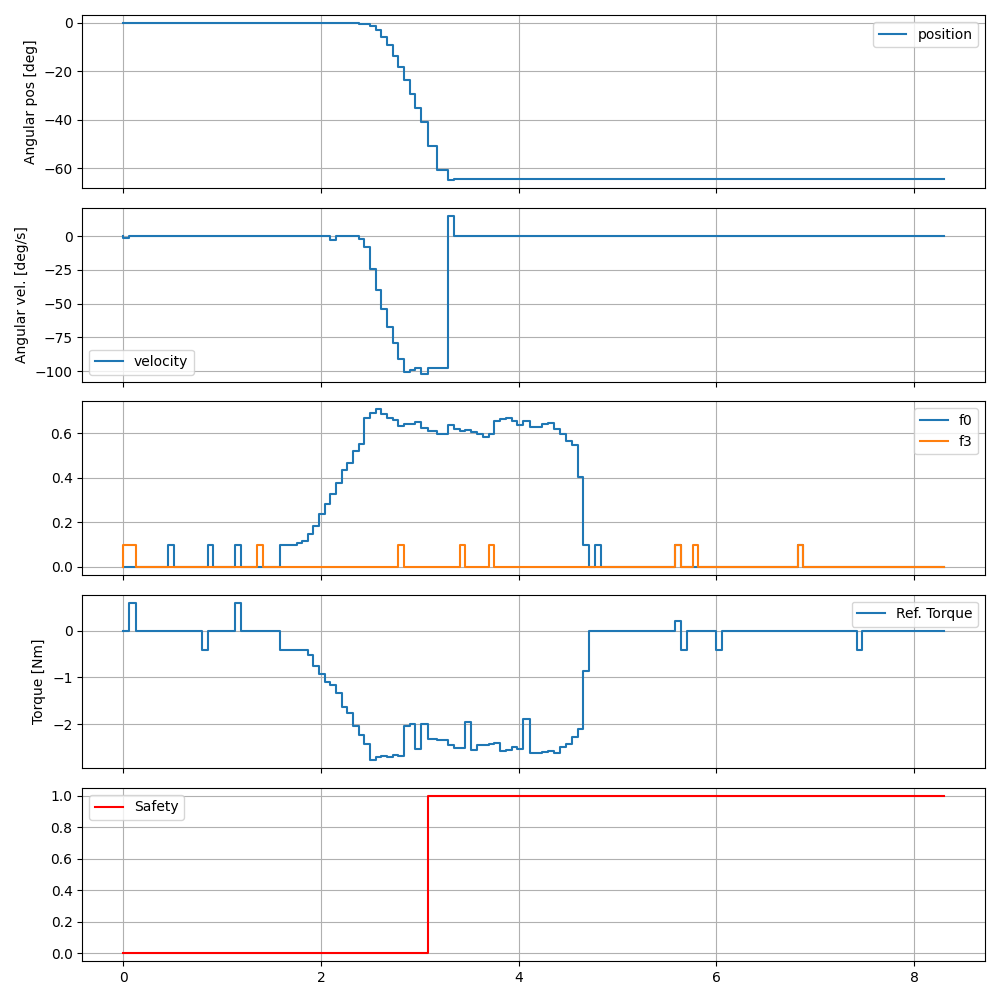 0
−20
−40
−60
Angular pos [deg]
position
0
−25
−50
−75
−100
Angular vel. [deg/s]
velocity
0.6
0.4
0.2
0.0
f0
f3
0
−1
−2
Torque [Nm]
Ref. Torque
1.0
0.8
0.6
0.4
0.2
0.0
Safety
0 2 4 6 8